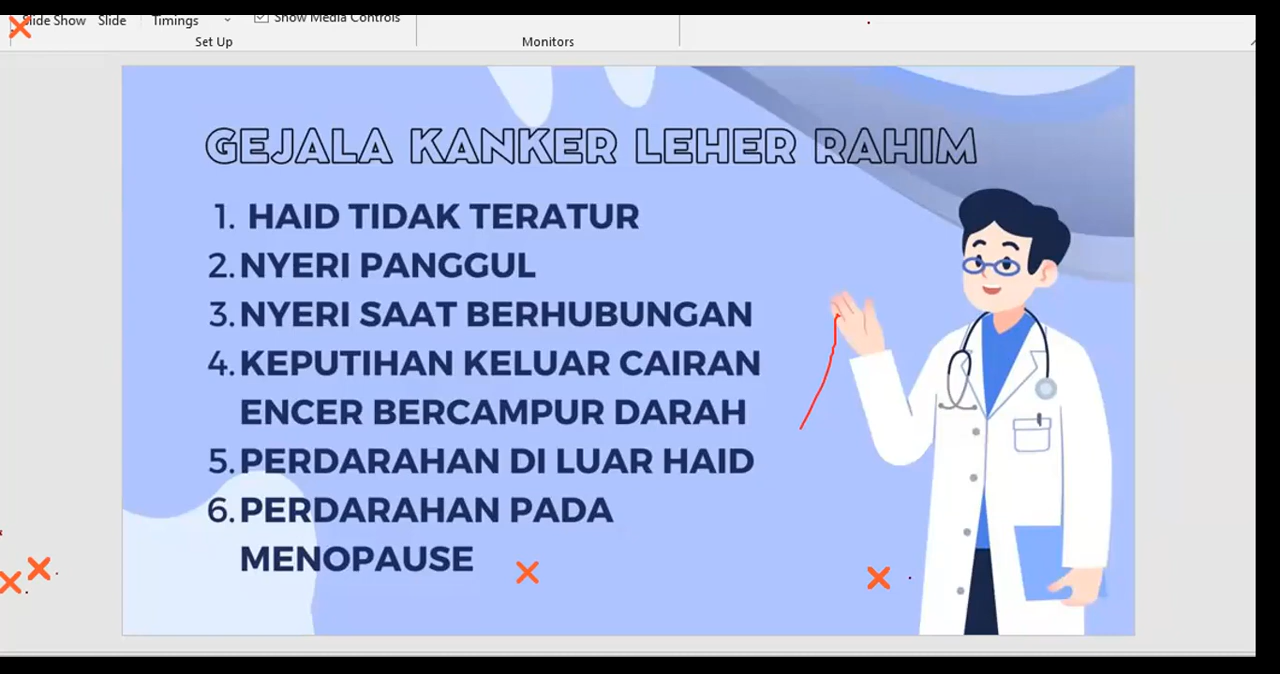 Slide Show Slide Timings Show Media Controls
Set Up Monitors
GEJALA KANKER LEHER RAHIM
1. HAID TIDAK TERATUR
2. NYERI PANGGUL
3. NYERI SAAT BERHUBUNGAN
4. KEPUTIHAN KELUAR CAIRAN
ENCER BERCAMPUR DARAH
5. PERDARAHAN DI LUAR HAID
6. PERDARAHAN PADA
MENOPAUSE